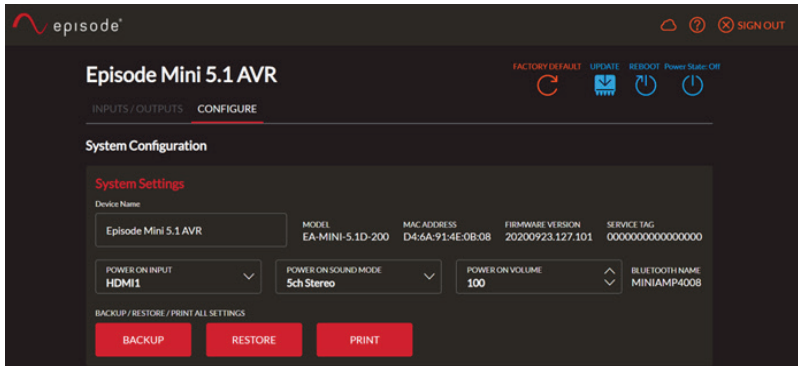 episode®
SIGN OUT
Episode Mini 5.1 AVR
FACTORY DEFAULT UPDATE REBOOT Power State: Off
INPUTS / OUTPUTS CONFIGURE
System Configuration
System Settings
Device Name
Episode Mini 5.1 AVR
MODEL
EA-MINI-5.1D-200
MAC ADDRESS
D4:6A:91:4E:0B:08
FIRMWARE VERSION
20200923.127.101
SERVICE TAG
0000000000000000
POWER ON INPUT
HDMI1
POWER ON SOUND MODE
5ch Stereo
POWER ON VOLUME
100
BLUETOOTH NAME
MINIAMP4008
BACKUP / RESTORE / PRINT ALL SETTINGS
BACKUP RESTORE PRINT